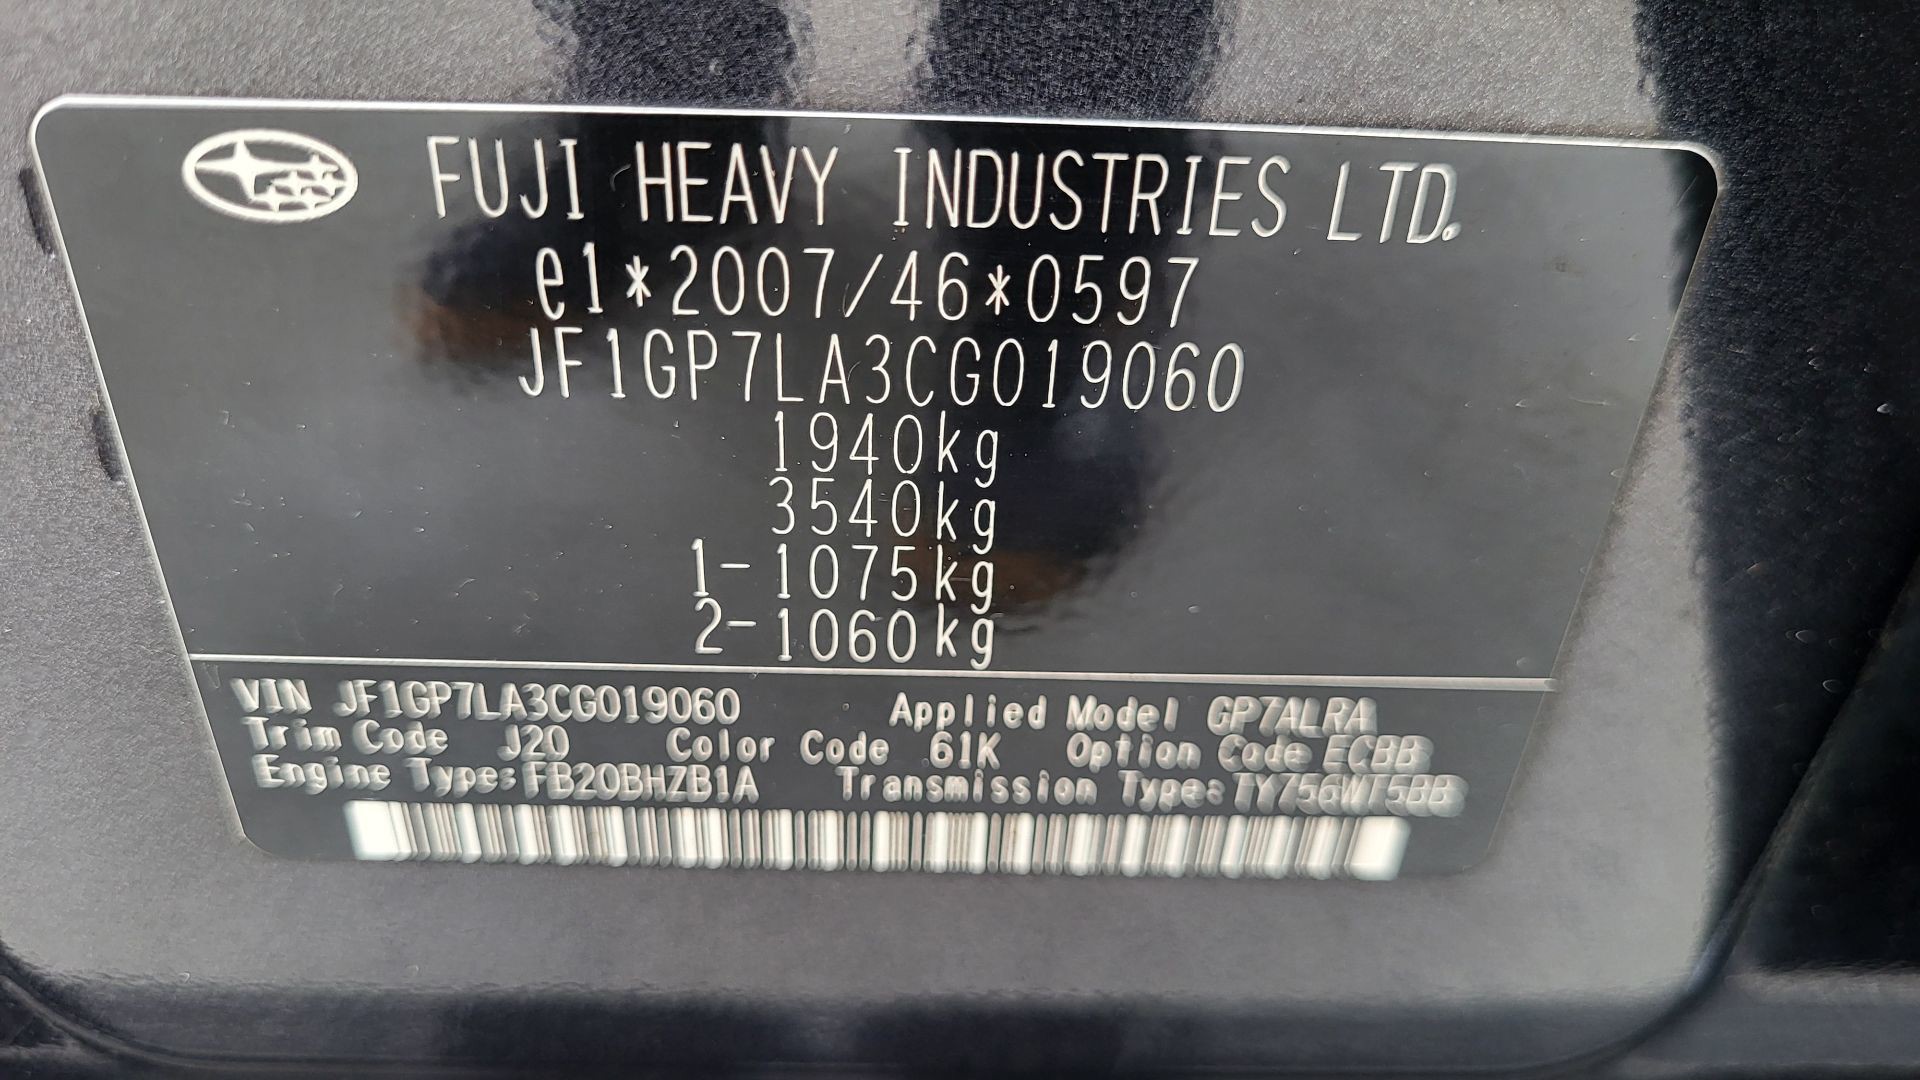 FUJI HEAVY INDUSTRIES LTD.
e1*2007/46*0597
JF1GP7LA3CG019060
1940kg
3540kg
1-1075kg
2-1060kg
VIN JF1GP7LA3CG019060 Applied Model GP7ALRA
Trim Code J20 Color Code 61K Option Code ECBB
Engine Type: FB20BHZB1A Transmission Type: TY756WT5BB